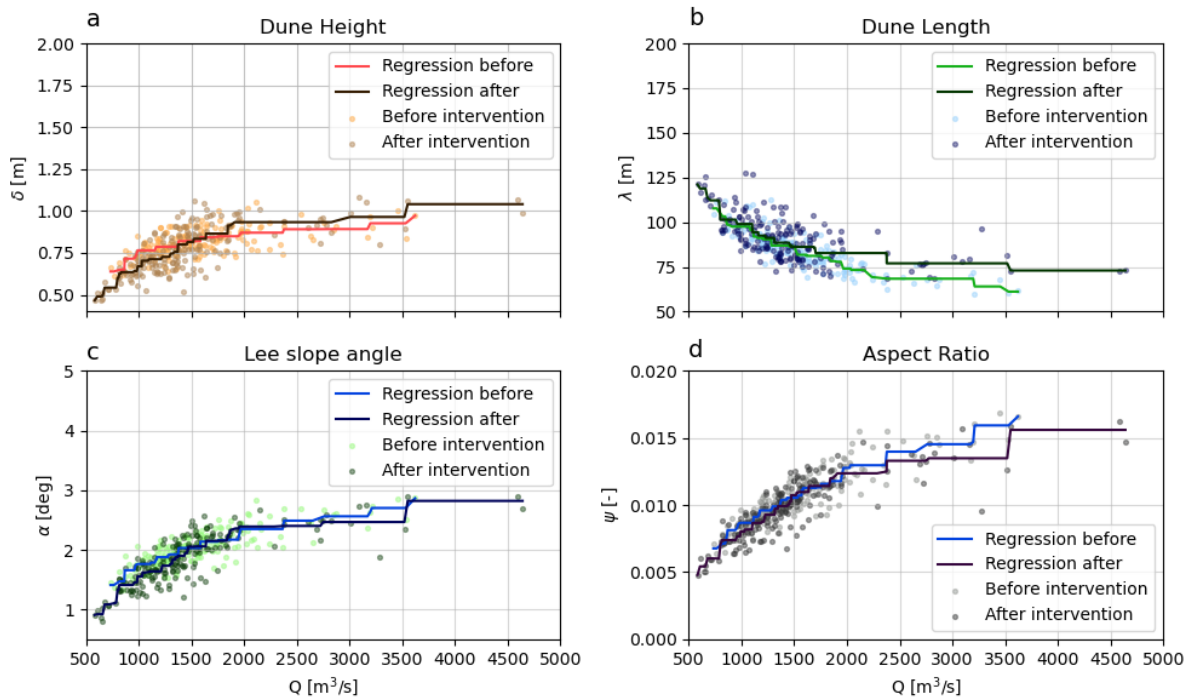 a
Dune Height
2.00
1.75
1.50
1.25
1.00
0.75
0.50
δ [m]
Regression before
Regression after
Before intervention
After intervention
b
Dune Length
200
175
150
125
100
75
50
λ [m]
Regression before
Regression after
Before intervention
After intervention
c
Lee slope angle
5
4
3
2
1
α [deg]
Regression before
Regression after
Before intervention
After intervention
500 1000 1500 2000 2500 3000 3500 4000 4500 5000
Q [m³/s]
d
Aspect Ratio
0.020
0.015
0.010
0.005
0.000
ψ [-]
Regression before
Regression after
Before intervention
After intervention
500 1000 1500 2000 2500 3000 3500 4000 4500 5000
Q [m³/s]